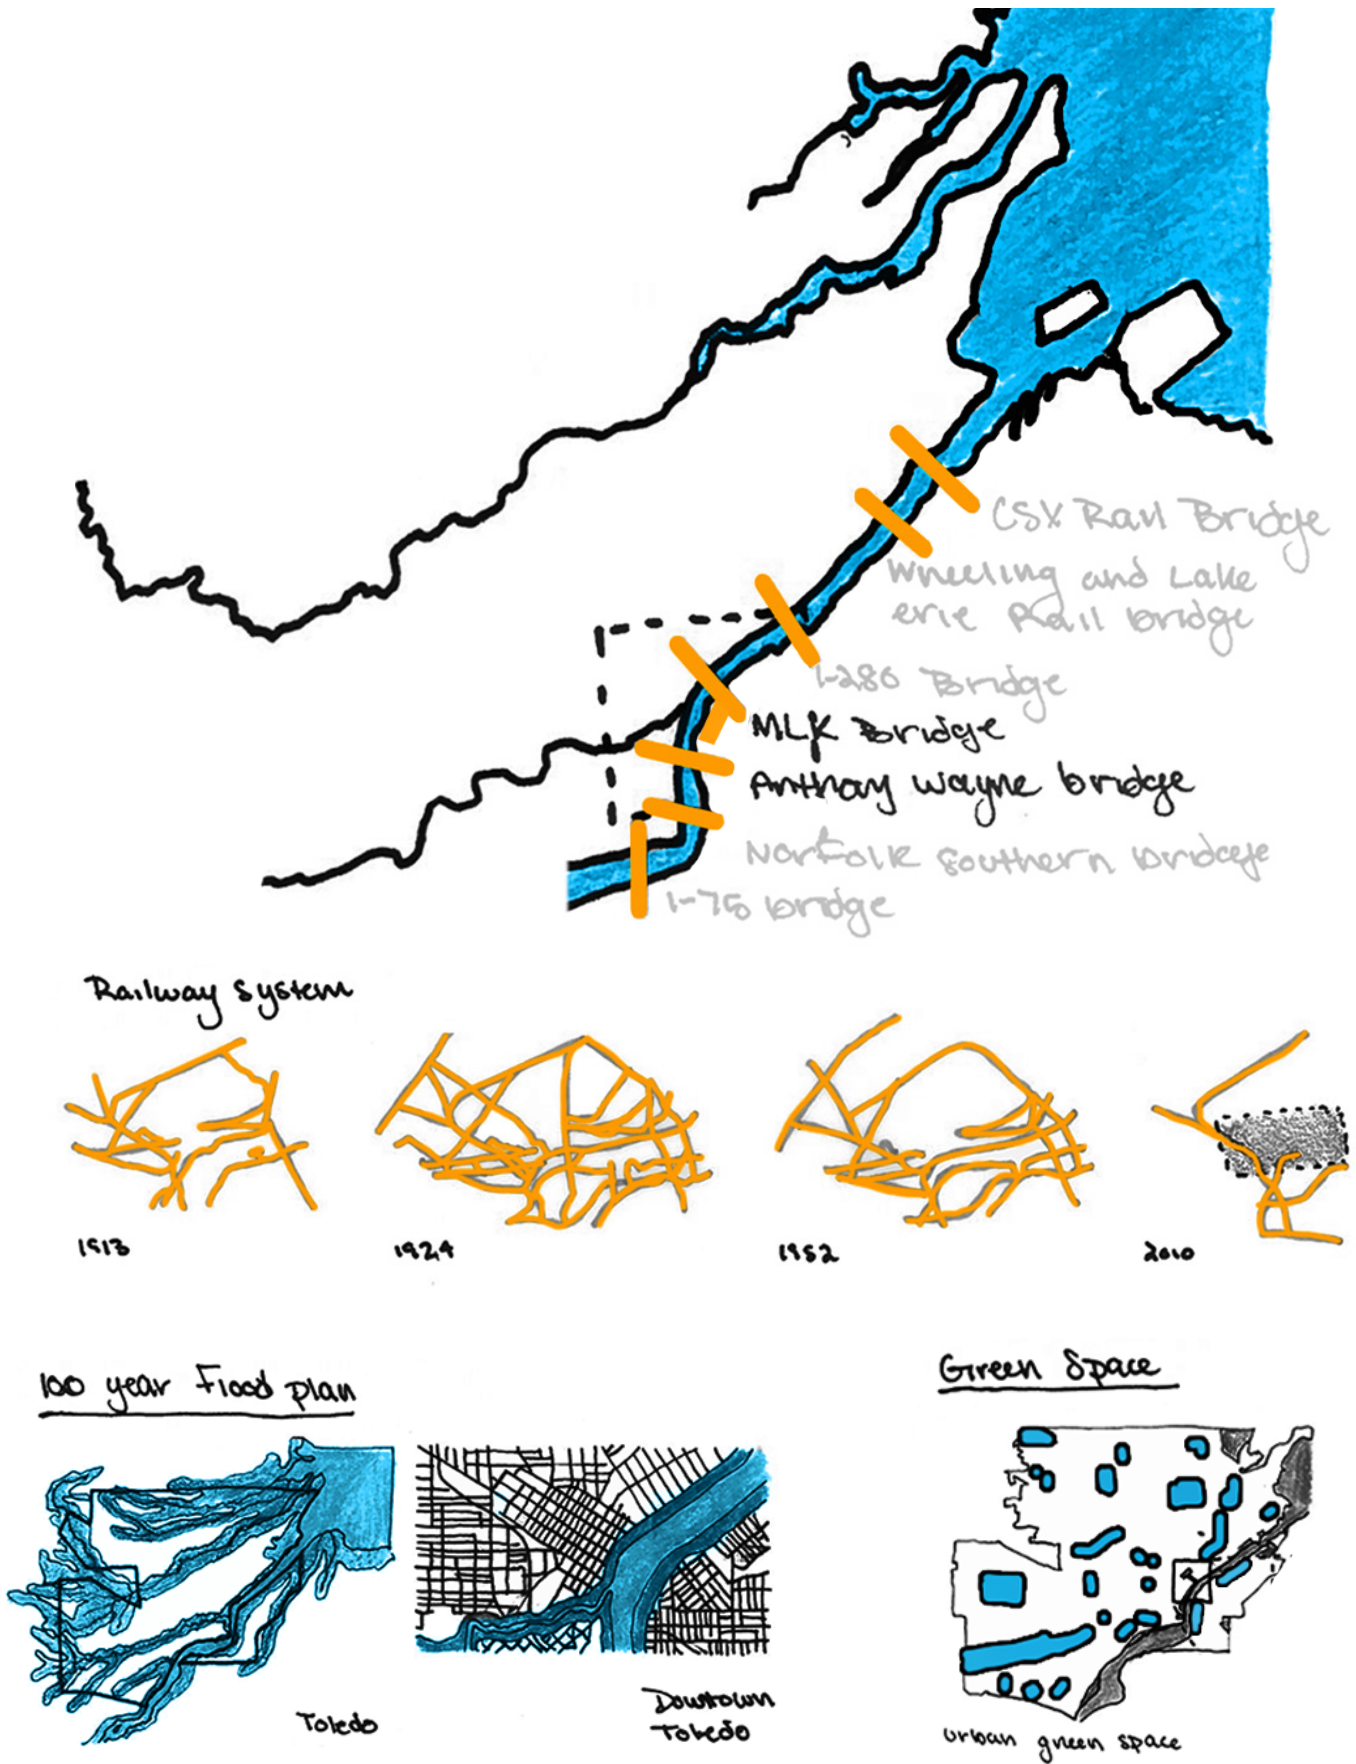 CSX Rail Bridge
Wheeling and Lake
erie Rail bridge
I-280 Bridge
MLK Bridge
Anthony Wayne bridge
Norfolk Southern bridge
I-75 bridge
Railway System
1913
1924
1952
2010
100 year Flood plan
Green Space
Toledo
Downtown
Toledo
urban green space